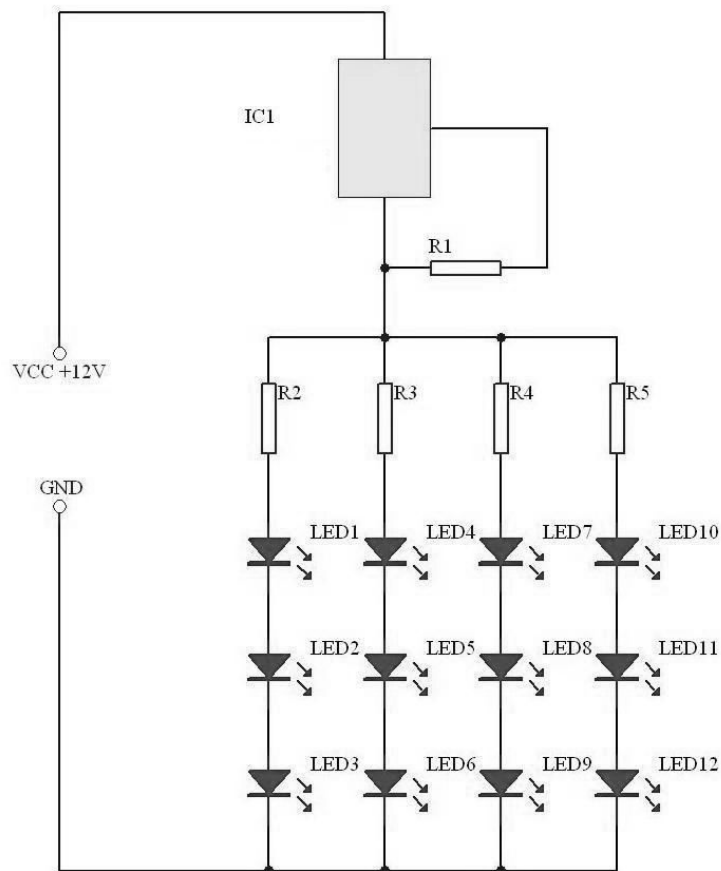 IC1
R1
VCC +12V
R2
R3
R4
R5
GND
LED1
LED4
LED7
LED10
LED2
LED5
LED8
LED11
LED3
LED6
LED9
LED12